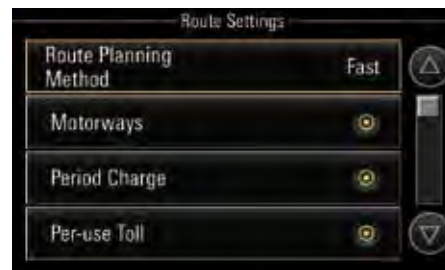 Route Settings
Route Planning
Method
Fast
Motorways
Period Charge
Per-use Toll